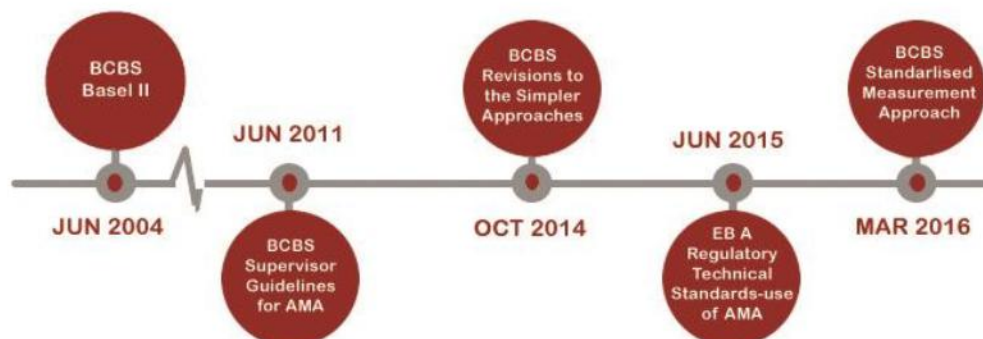 BCBS
Basel II
JUN 2004
JUN 2011
BCBS
Supervisor
Guidelines
for AMA
BCBS
Revisions to
the Simpler
Approaches
OCT 2014
JUN 2015
EB A
Regulatory
Technical
Standards-use
of AMA
BCBS
Standarlised
Measurement
Approach
MAR 2016